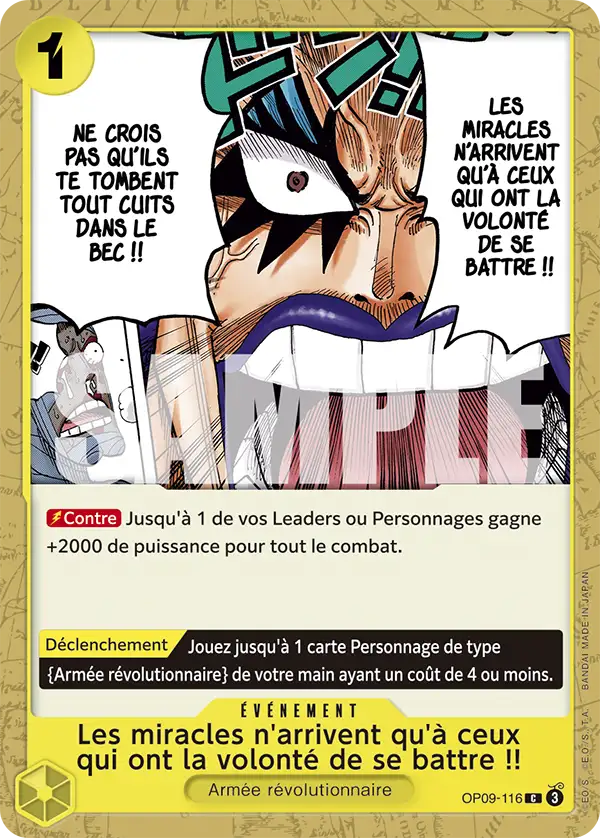 1
NE CROIS
PAS QU'ILS
TE TOMBENT
TOUT CUITS
DANS LE
BEC !!
LES
MIRACLES
N'ARRIVENT
QU'À CEUX
QUI ONT LA
VOLONTÉ
DE SE
BATTRE !!
SAMPLE
Contre Jusqu'à 1 de vos Leaders ou Personnages gagne
+2000 de puissance pour tout le combat.
Déclenchement Jouez jusqu'à 1 carte Personnage de type
{Armée révolutionnaire} de votre main ayant un coût de 4 ou moins.
ÉVÉNEMENT
Les miracles n'arrivent qu'à ceux
qui ont la volonté de se battre !!
Armée révolutionnaire
OP09-116 C 3
©E.O./S. ©E.O./S.,T.A. BANDAI MADE IN JAPAN